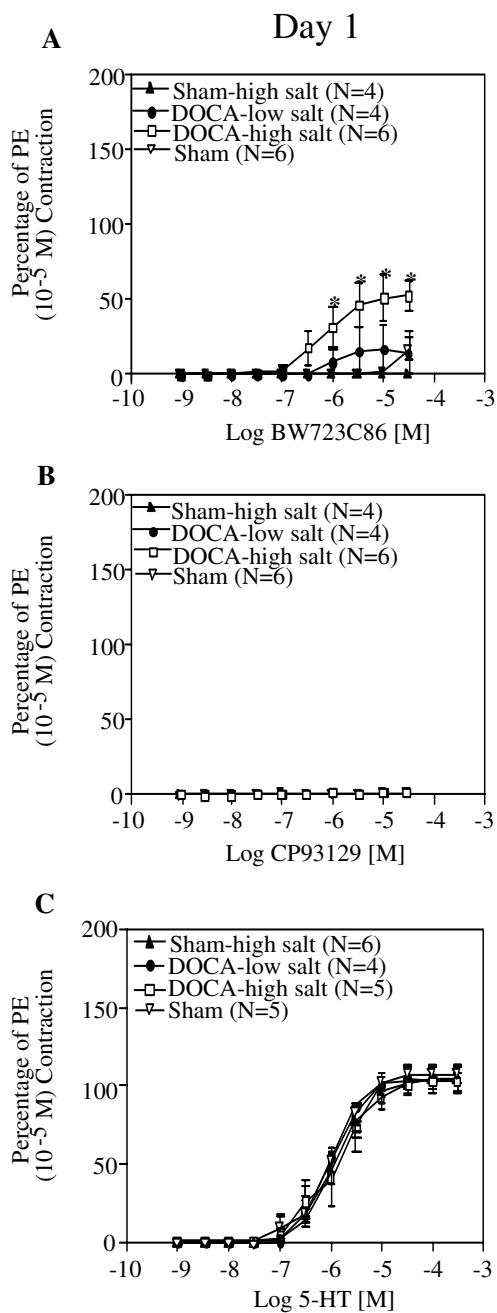 Day 1
A
200
150
100
50
0
Percentage of PE
(10⁻⁵ M) Contraction
Sham-high salt (N=4)
DOCA-low salt (N=4)
DOCA-high salt (N=6)
Sham (N=6)
* * * *
-10 -9 -8 -7 -6 -5 -4 -3
Log BW723C86 [M]
B
200
150
100
50
0
Percentage of PE
(10⁻⁵ M) Contraction
Sham-high salt (N=4)
DOCA-low salt (N=4)
DOCA-high salt (N=6)
Sham (N=6)
-10 -9 -8 -7 -6 -5 -4 -3
Log CP93129 [M]
C
200
150
100
50
0
Percentage of PE
(10⁻⁵ M) Contraction
Sham-high salt (N=6)
DOCA-low salt (N=4)
DOCA-high salt (N=5)
Sham (N=5)
-10 -9 -8 -7 -6 -5 -4 -3
Log 5-HT [M]